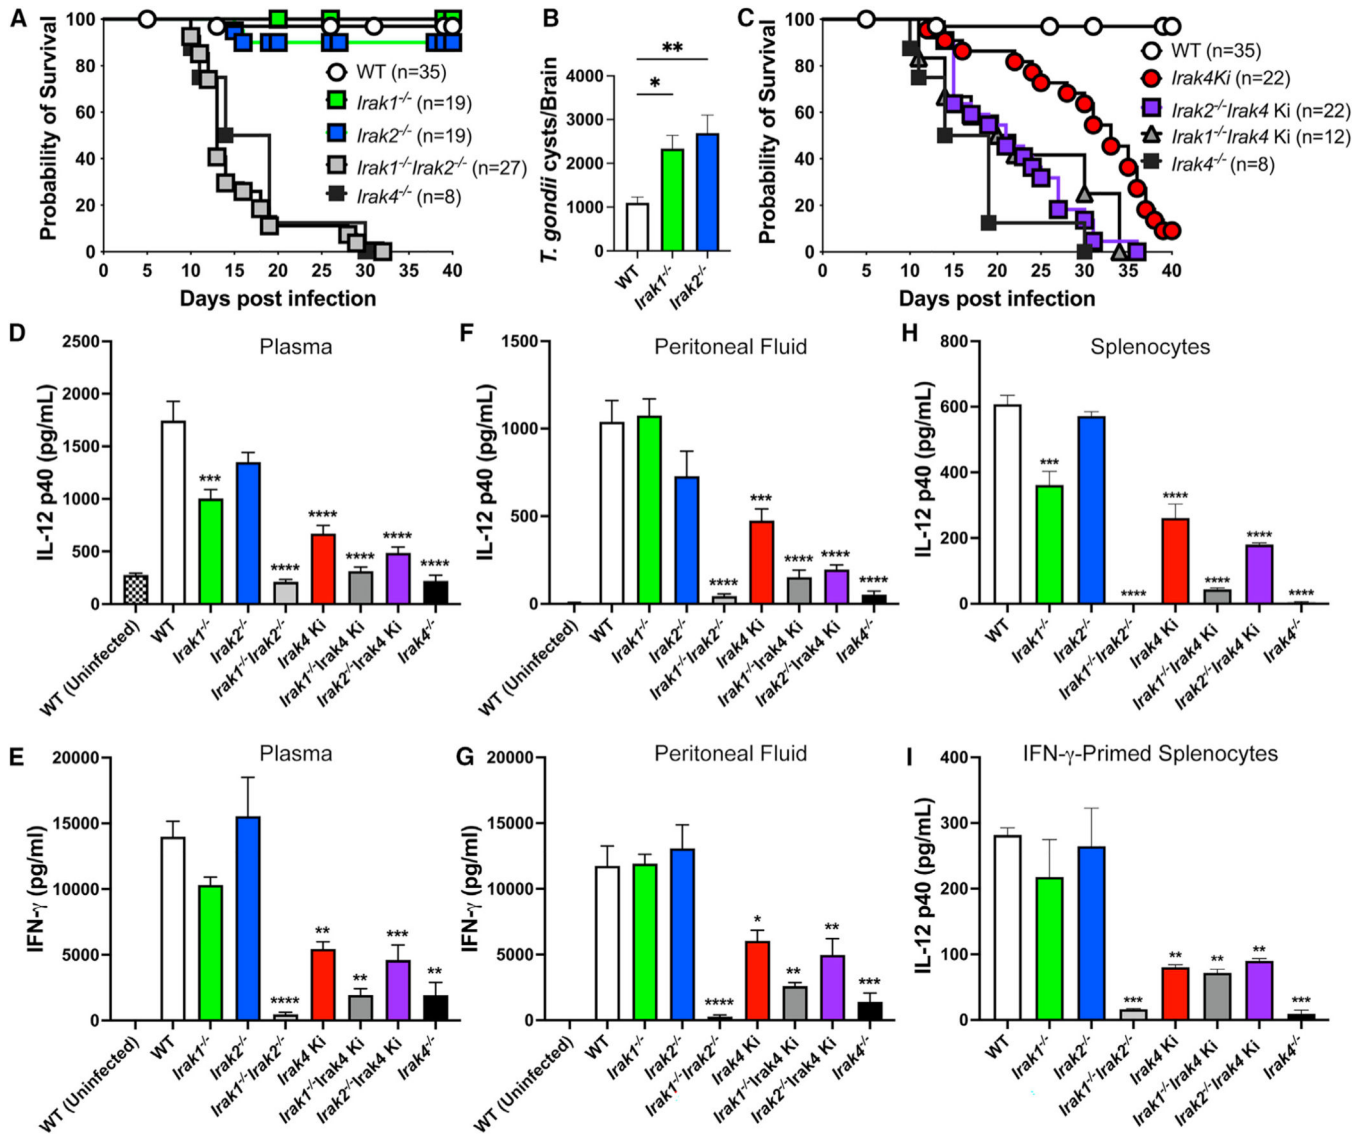 A
Probability of Survival
100
80
60
40
20
0
0 5 10 15 20 25 30 35 40
Days post infection
WT (n=35)
Irak1-/- (n=19)
Irak2-/- (n=19)
Irak1-/-Irak2-/- (n=27)
Irak4-/- (n=8)
B
T. gondii cysts/Brain
4000
3000
2000
1000
0
**
*
WT Irak1-/- Irak2-/-
C
Probability of Survival
100
80
60
40
20
0
0 5 10 15 20 25 30 35 40
Days post infection
WT (n=35)
Irak4Ki (n=22)
Irak2-/-Irak4 Ki (n=22)
Irak1-/-Irak4 Ki (n=12)
Irak4-/- (n=8)
D
Plasma
IL-12 p40 (pg/mL)
2500
2000
1500
1000
500
0
*** **** **** **** **** ****
WT (Uninfected) WT Irak1-/- Irak2-/- Irak1-/-Irak2-/- Irak4 Ki Irak1-/-Irak4 Ki Irak2-/-Irak4 Ki Irak4-/-
F
Peritoneal Fluid
IL-12 p40 (pg/mL)
1500
1000
500
0
**** *** **** **** ****
WT (Uninfected) WT Irak1-/- Irak2-/- Irak1-/-Irak2-/- Irak4 Ki Irak1-/-Irak4 Ki Irak2-/-Irak4 Ki Irak4-/-
H
Splenocytes
IL-12 p40 (pg/mL)
800
600
400
200
0
*** **** **** **** **** ****
WT Irak1-/- Irak2-/- Irak1-/-Irak2-/- Irak4 Ki Irak1-/-Irak4 Ki Irak2-/-Irak4 Ki Irak4-/-
E
Plasma
IFN-γ (pg/ml)
20000
15000
10000
5000
0
**** ** ** *** **
WT (Uninfected) WT Irak1-/- Irak2-/- Irak1-/-Irak2-/- Irak4 Ki Irak1-/-Irak4 Ki Irak2-/-Irak4 Ki Irak4-/-
G
Peritoneal Fluid
IFN-γ (pg/ml)
20000
15000
10000
5000
0
**** * ** ** ***
WT (Uninfected) WT Irak1-/- Irak2-/- Irak1-/-Irak2-/- Irak4 Ki Irak1-/-Irak4 Ki Irak2-/-Irak4 Ki Irak4-/-
I
IFN-γ-Primed Splenocytes
IL-12 p40 (pg/mL)
400
300
200
100
0
*** ** ** ** ***
WT Irak1-/- Irak2-/- Irak1-/-Irak2-/- Irak4 Ki Irak1-/-Irak4 Ki Irak2-/-Irak4 Ki Irak4-/-